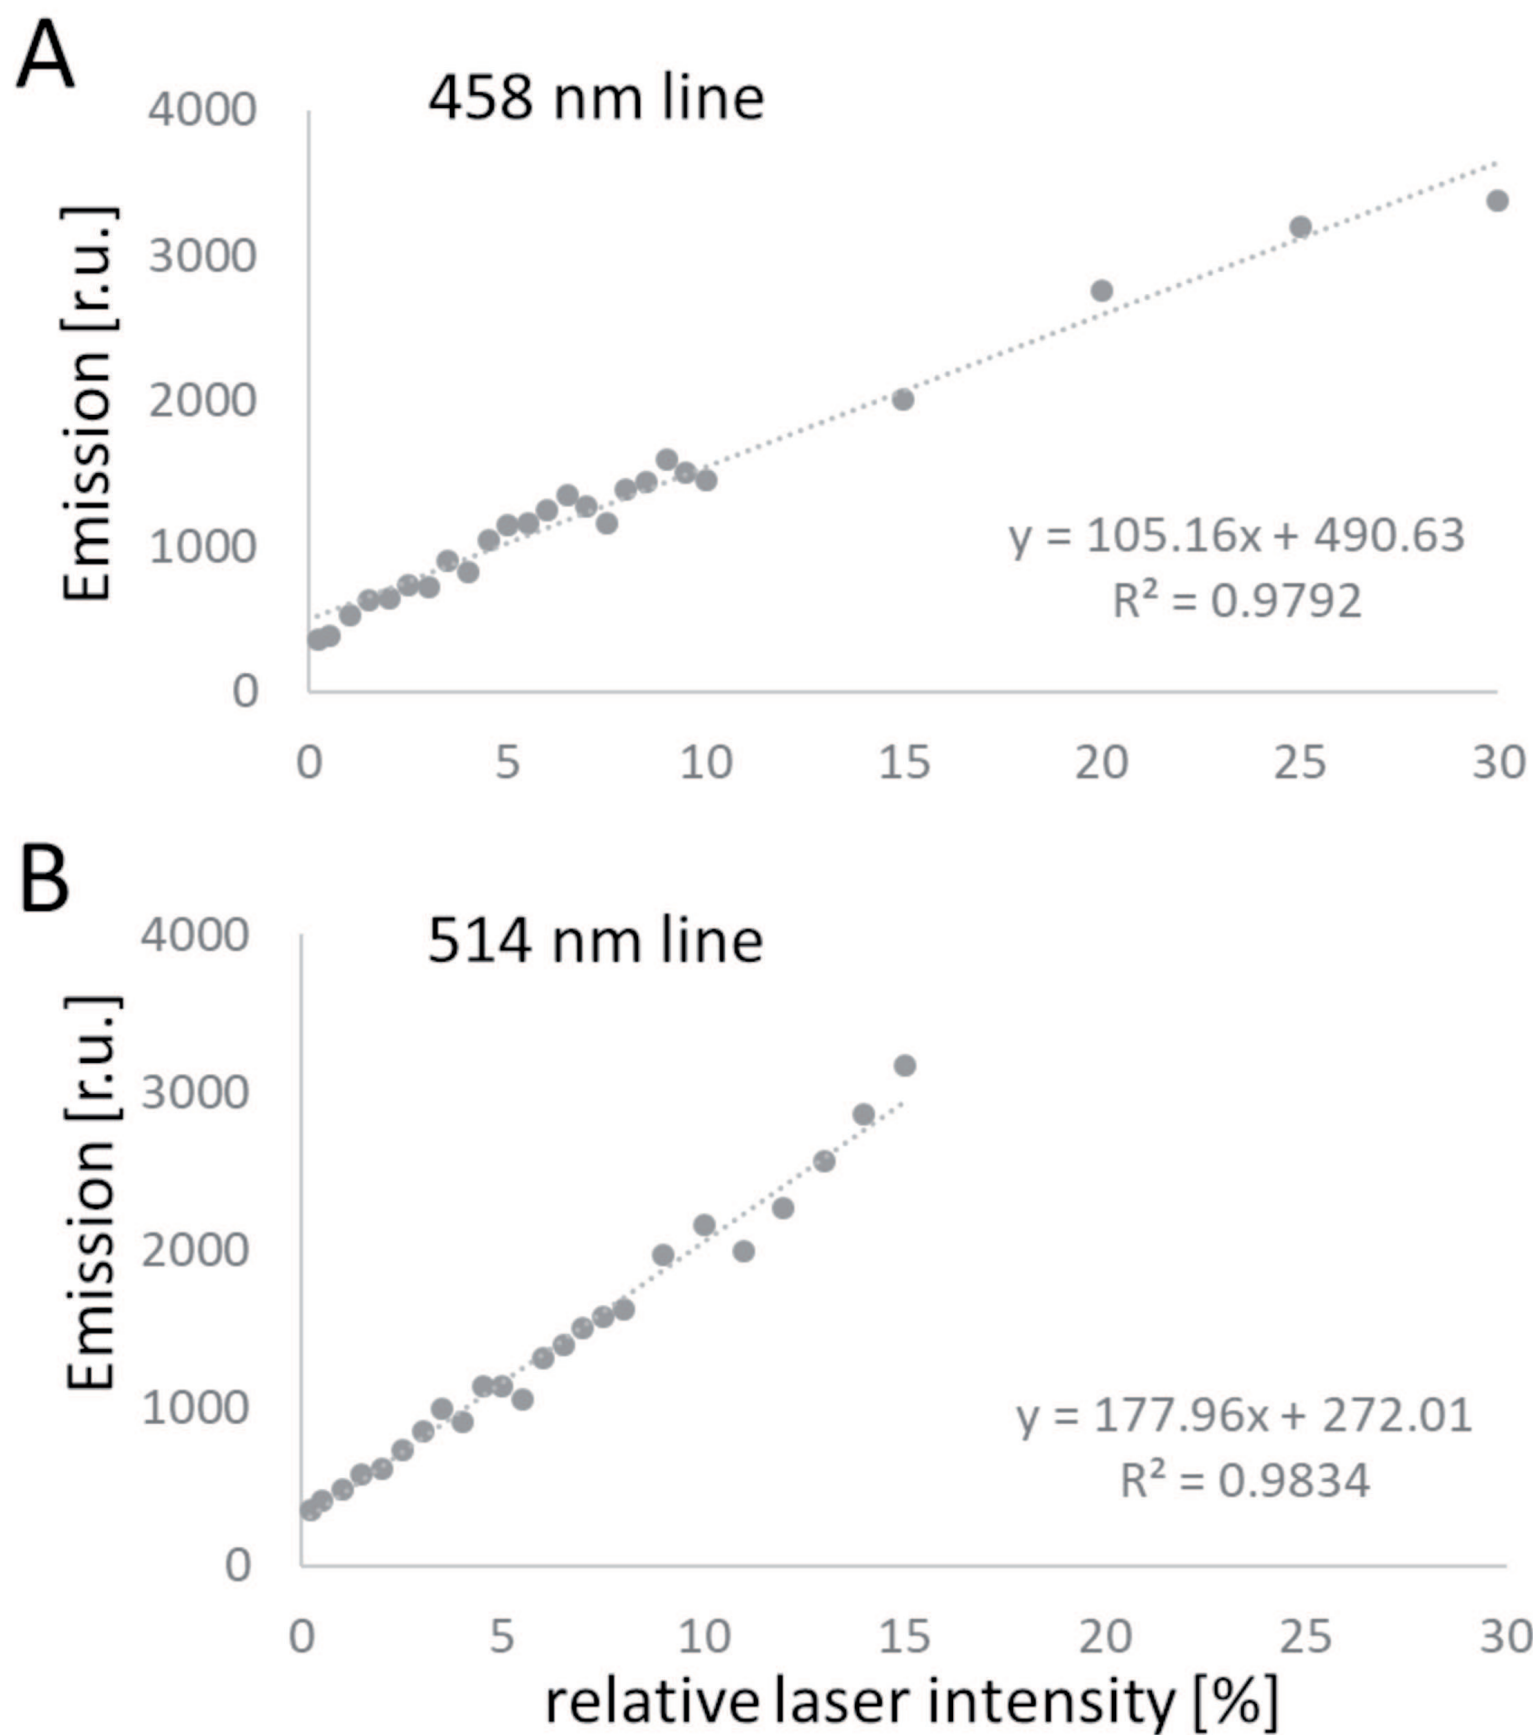 A
458 nm line
4000
3000
2000
1000
0
Emission [r.u.]
y = 105.16x + 490.63
R² = 0.9792
0 5 10 15 20 25 30
B
514 nm line
4000
3000
2000
1000
0
Emission [r.u.]
y = 177.96x + 272.01
R² = 0.9834
0 5 10 15 20 25 30
relative laser intensity [%]